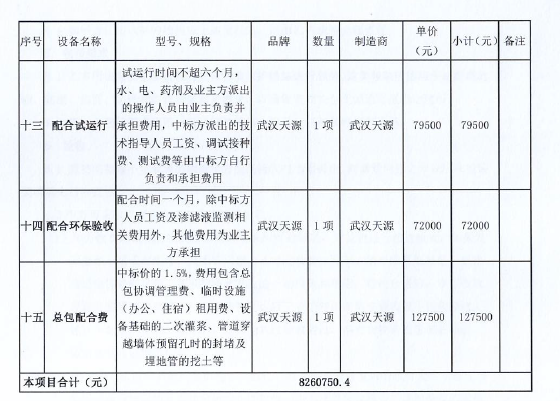 序号 设备名称 型号、规格 品牌 数量 制造商 单价（元） 小计（元） 备注
试运行时间不超六个月，
水、电、药剂及业主方派出
的操作人员由业主负责并
十三 配合试运行 承担费用，中标方派出的技 武汉天源 1 项 武汉天源 79500 79500
术指导人员工资、调试接种
费、测试费等由中标方自行
负责和承担费用
配合时间一个月，除中标方
十四 配合环保验收 人员工资及渗滤液监测相 武汉天源 1 项 武汉天源 72000 72000
关费用外，其他费用为业主
方承担
中标价的 1.5%，费用包含总
包协调管理费、临时设施
十五 总包配合费 （办公、住宿）租用费、设 武汉天源 1 项 武汉天源 127500 127500
备基础的二次灌浆、管道穿
越墙体预留孔时的封堵及
埋地管的挖土等
本项目合计（元） 8260750.4